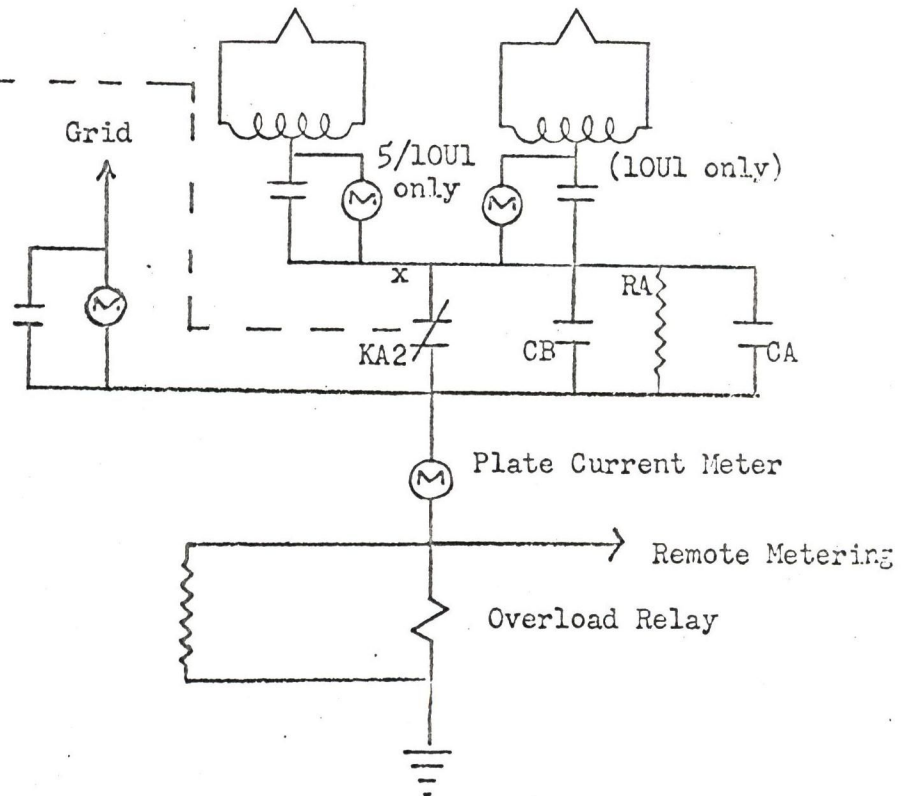 Grid
5/10U1
only
(10U1 only)
x
RA
KA2
CB
CA
M
M
M
M
Plate Current Meter
Remote Metering
Overload Relay